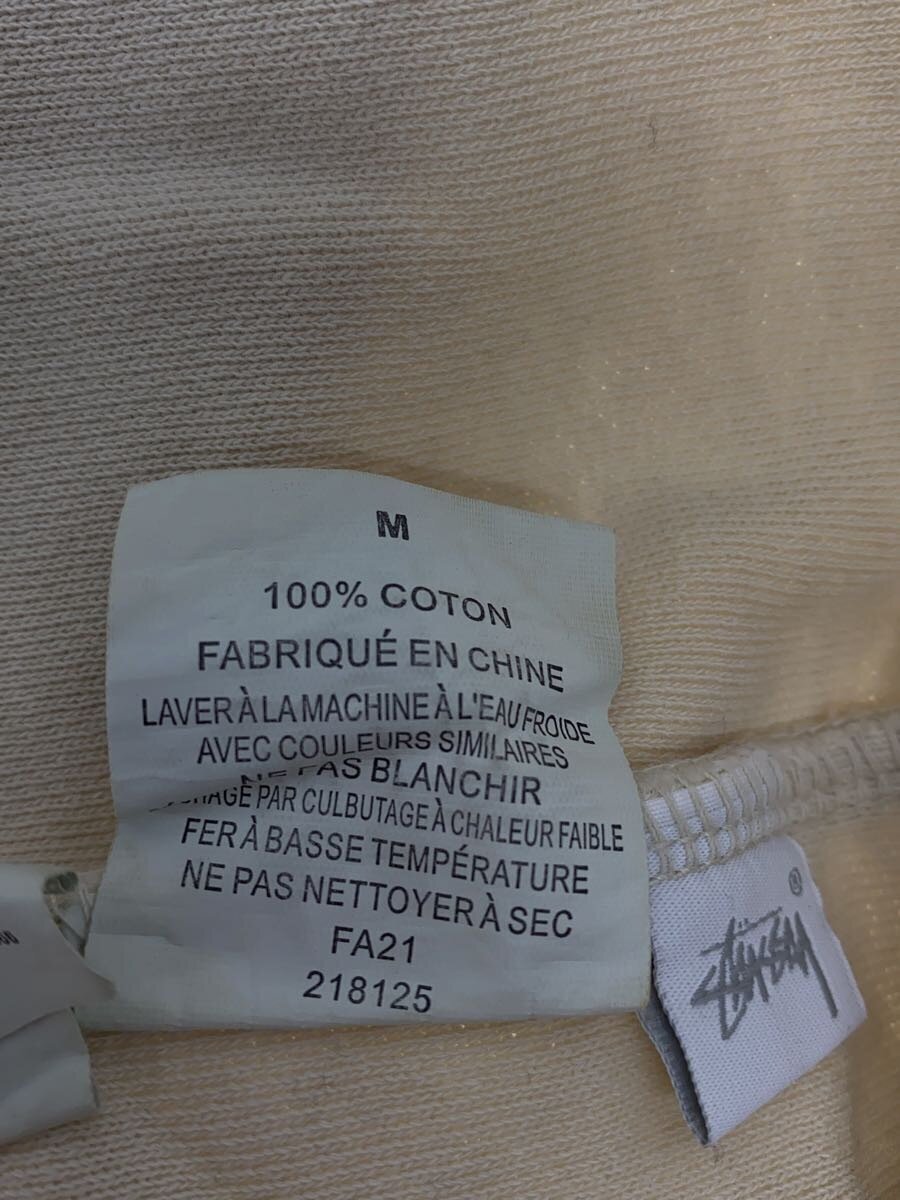 M
100% COTON
FABRIQUÉ EN CHINE
LAVER À LA MACHINE À L'EAU FROIDE
AVEC COULEURS SIMILAIRES
NE PAS BLANCHIR
PAR CULBUTAGE À CHALEUR FAIBLE
FER À BASSE TEMPÉRATURE
NE PAS NETTOYER À SEC
FA21
218125
®
Stüssy